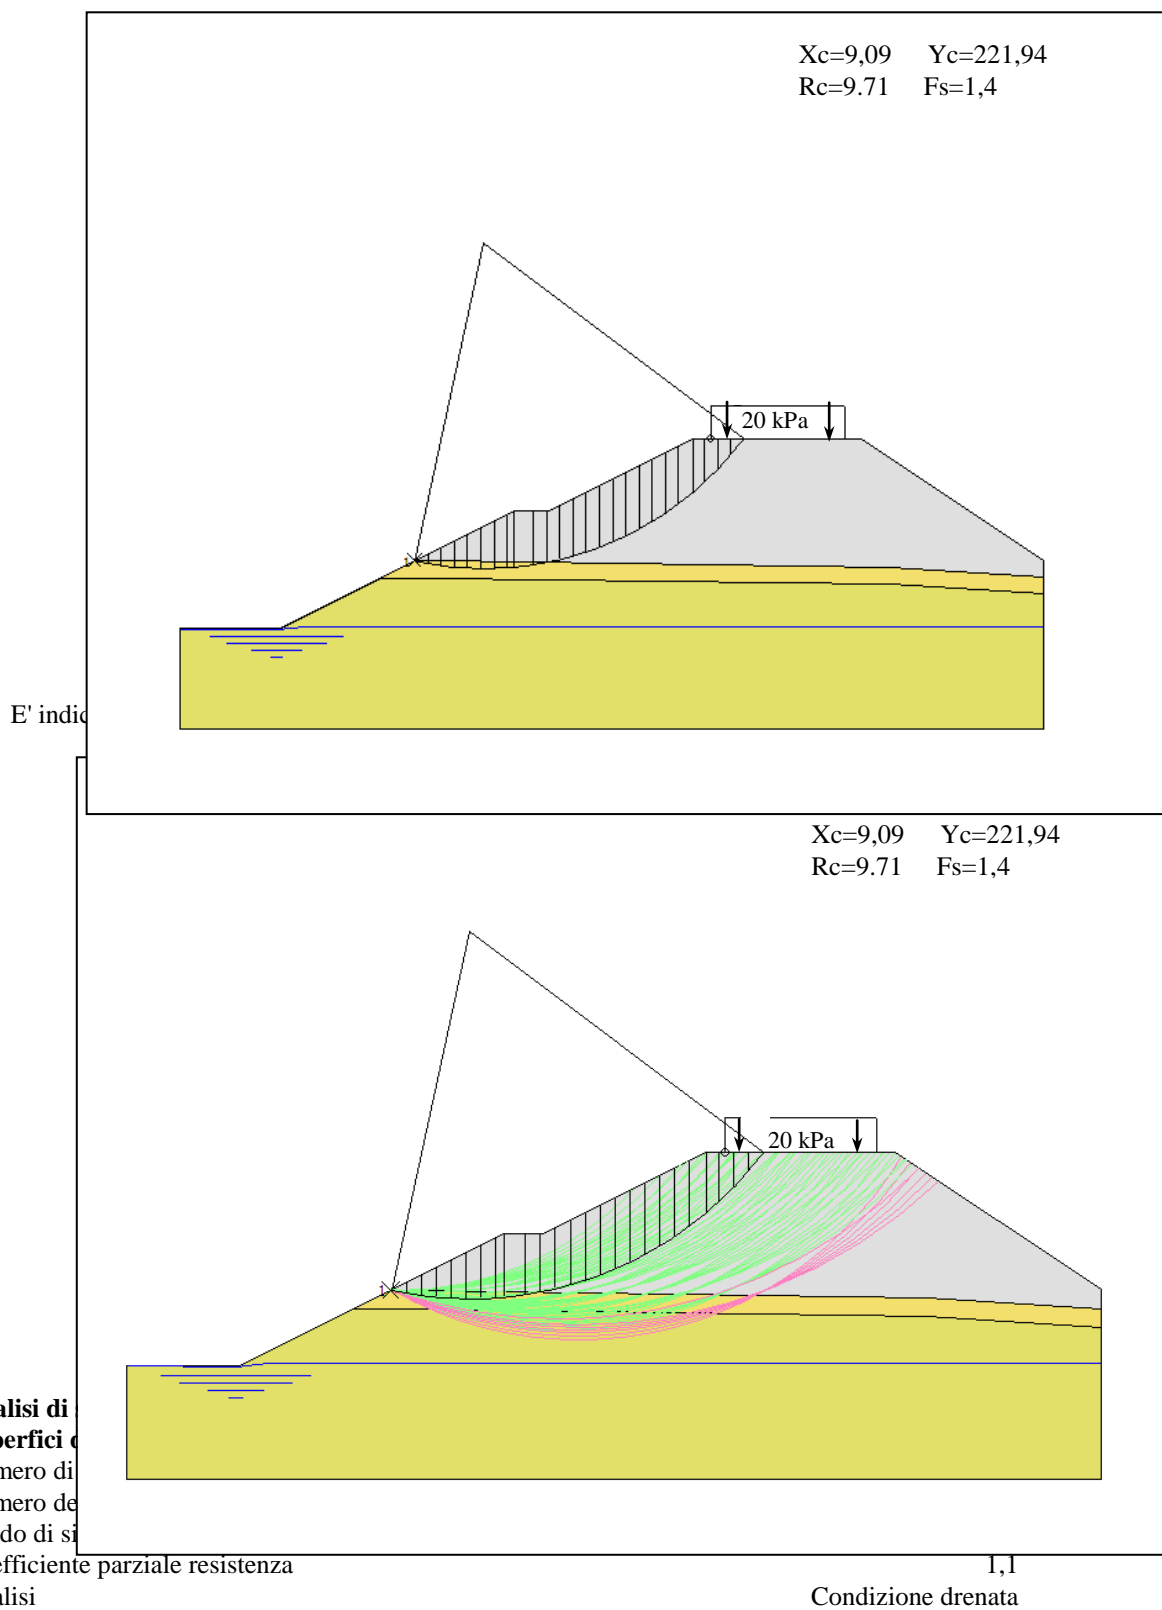 Xc=9,09 Yc=221,94
Rc=9.71 Fs=1,4
20 kPa
1
E' indic
Xc=9,09 Yc=221,94
Rc=9.71 Fs=1,4
20 kPa
1
alisi di
perfici
mero di
mero de
do di si
efficiente parziale resistenza 1,1
alisi Condizione drenata